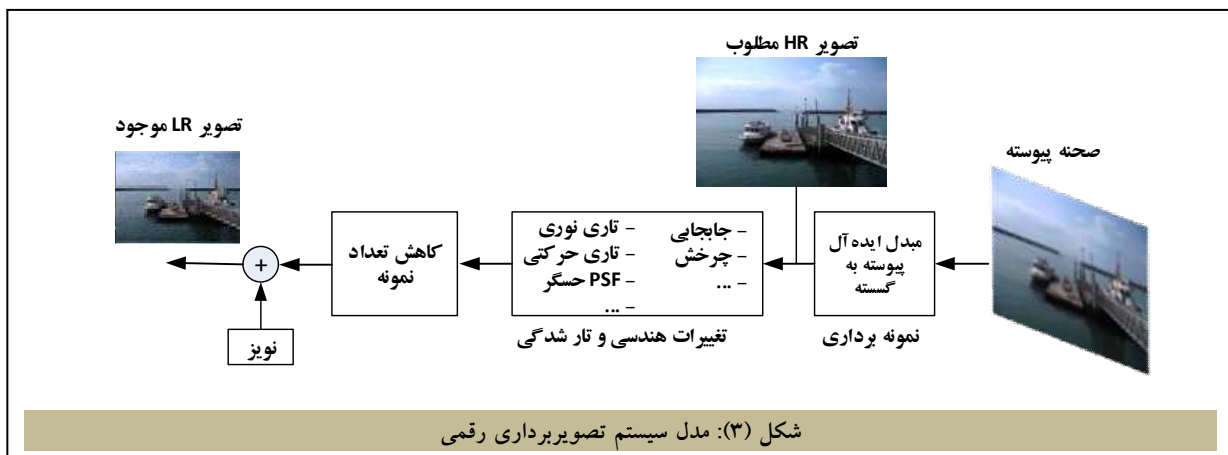 تصویر HR مطلوب
تصویر LR موجود
صحنه پیوسته
مبدل ایده آل
پیوسته به
گسسته
نمونه برداری
- جابجابی
- چرخش
- ...
- تاری نوری
- تاری حرکتی
- PSF حسگر
- ...
تغییرات هندسی و تار شدگی
کاهش تعداد
نمونه
+
نویز
شکل (۳): مدل سیستم تصویربرداری رقمی